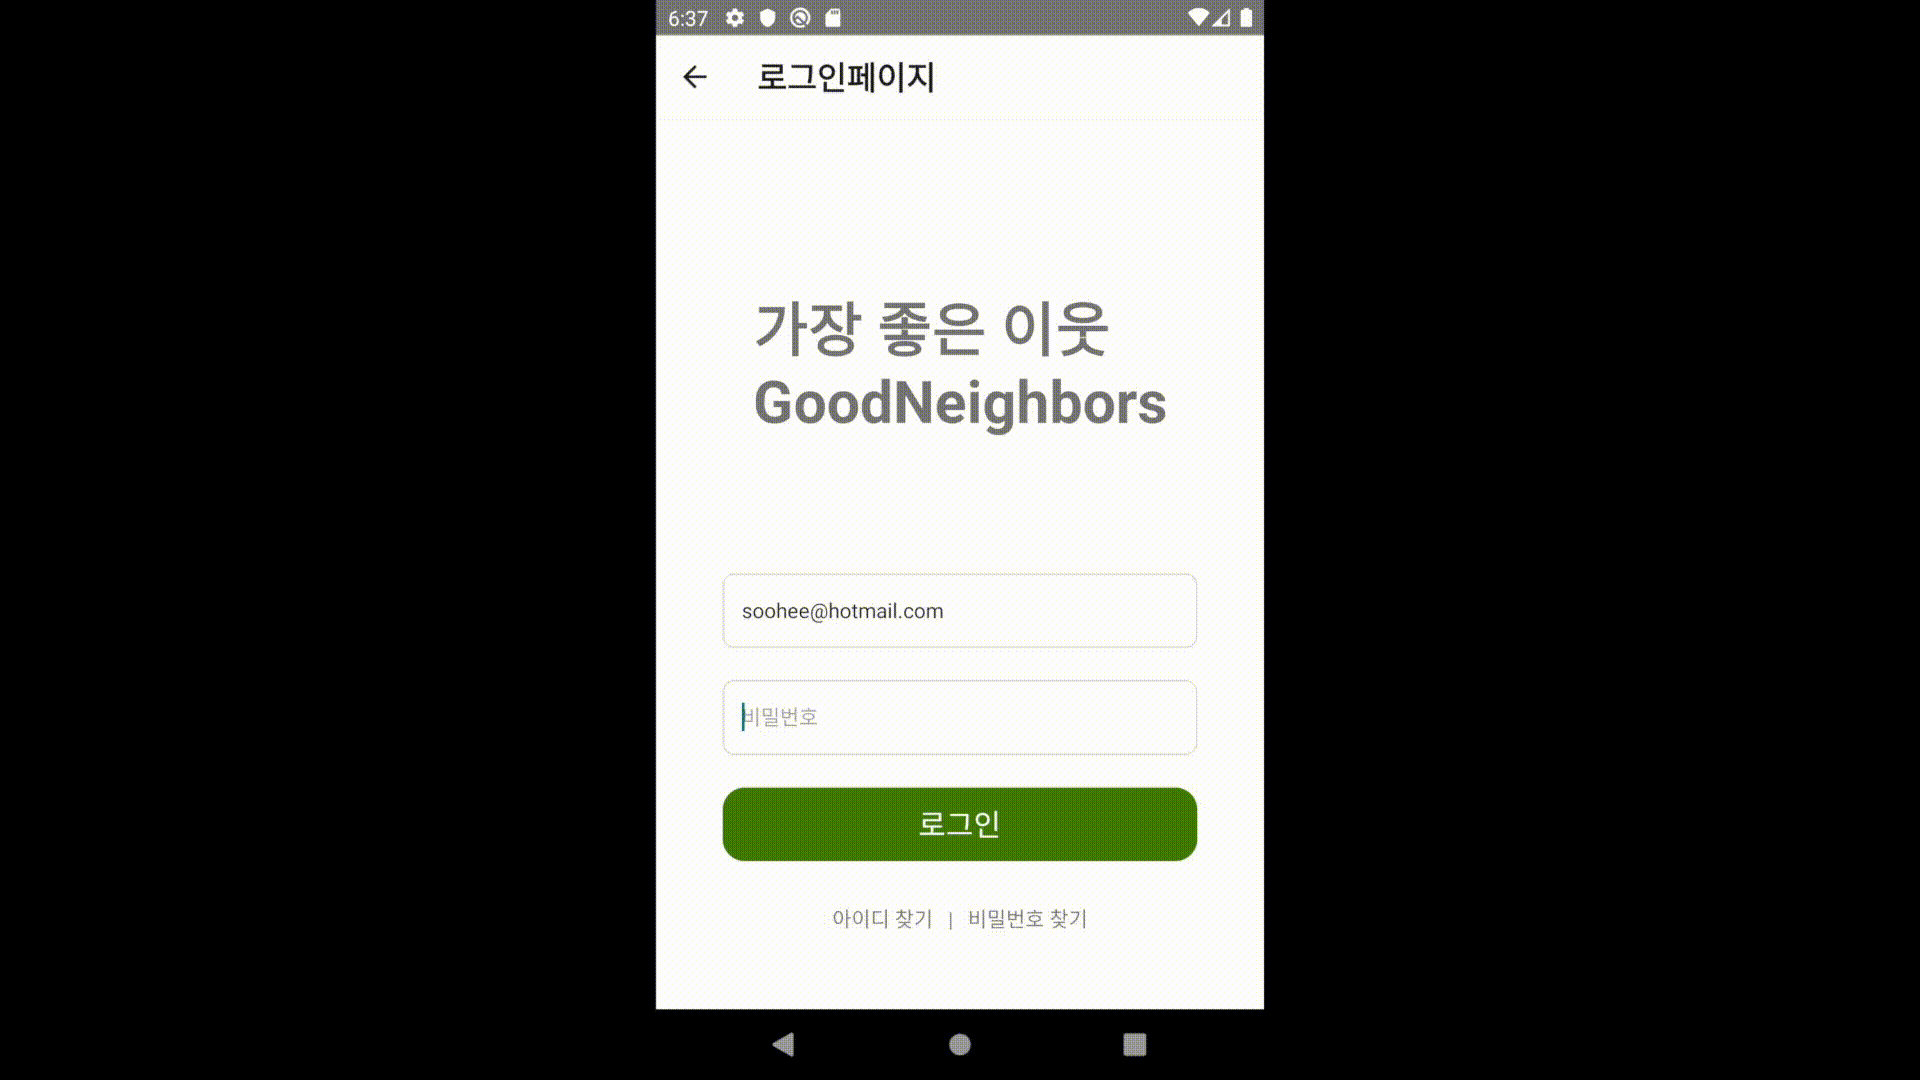 6:37
로그인페이지
가장 좋은 이웃
GoodNeighbors
soohee@hotmail.com
비밀번호
로그인
아이디 찾기 | 비밀번호 찾기